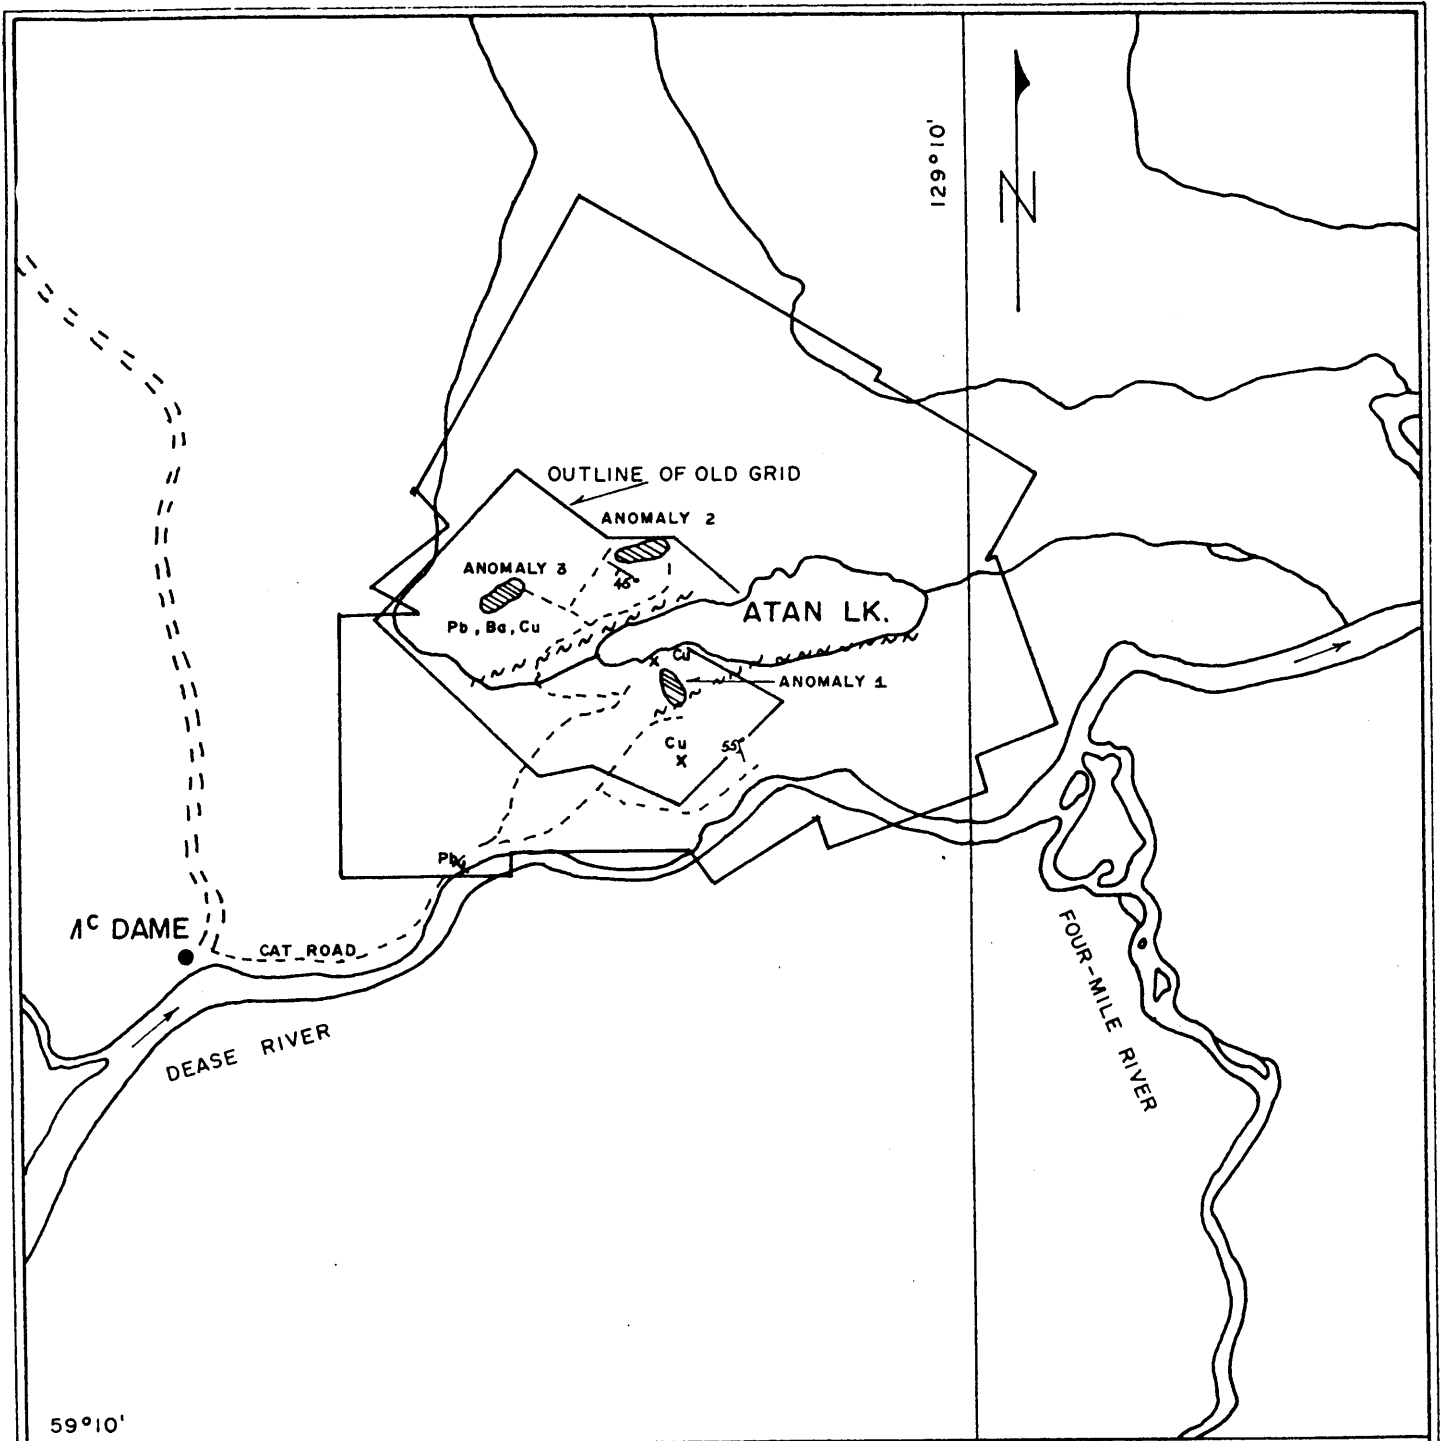 129°10'
N
OUTLINE OF OLD GRID
ANOMALY 2
ANOMALY 3
45°
Pb, Ba, Cu
ATAN LK.
Cu
ANOMALY 1
Cu
55°
Pb
DAME
CAT ROAD
DEASE RIVER
FOUR-MILE RIVER
59°10'